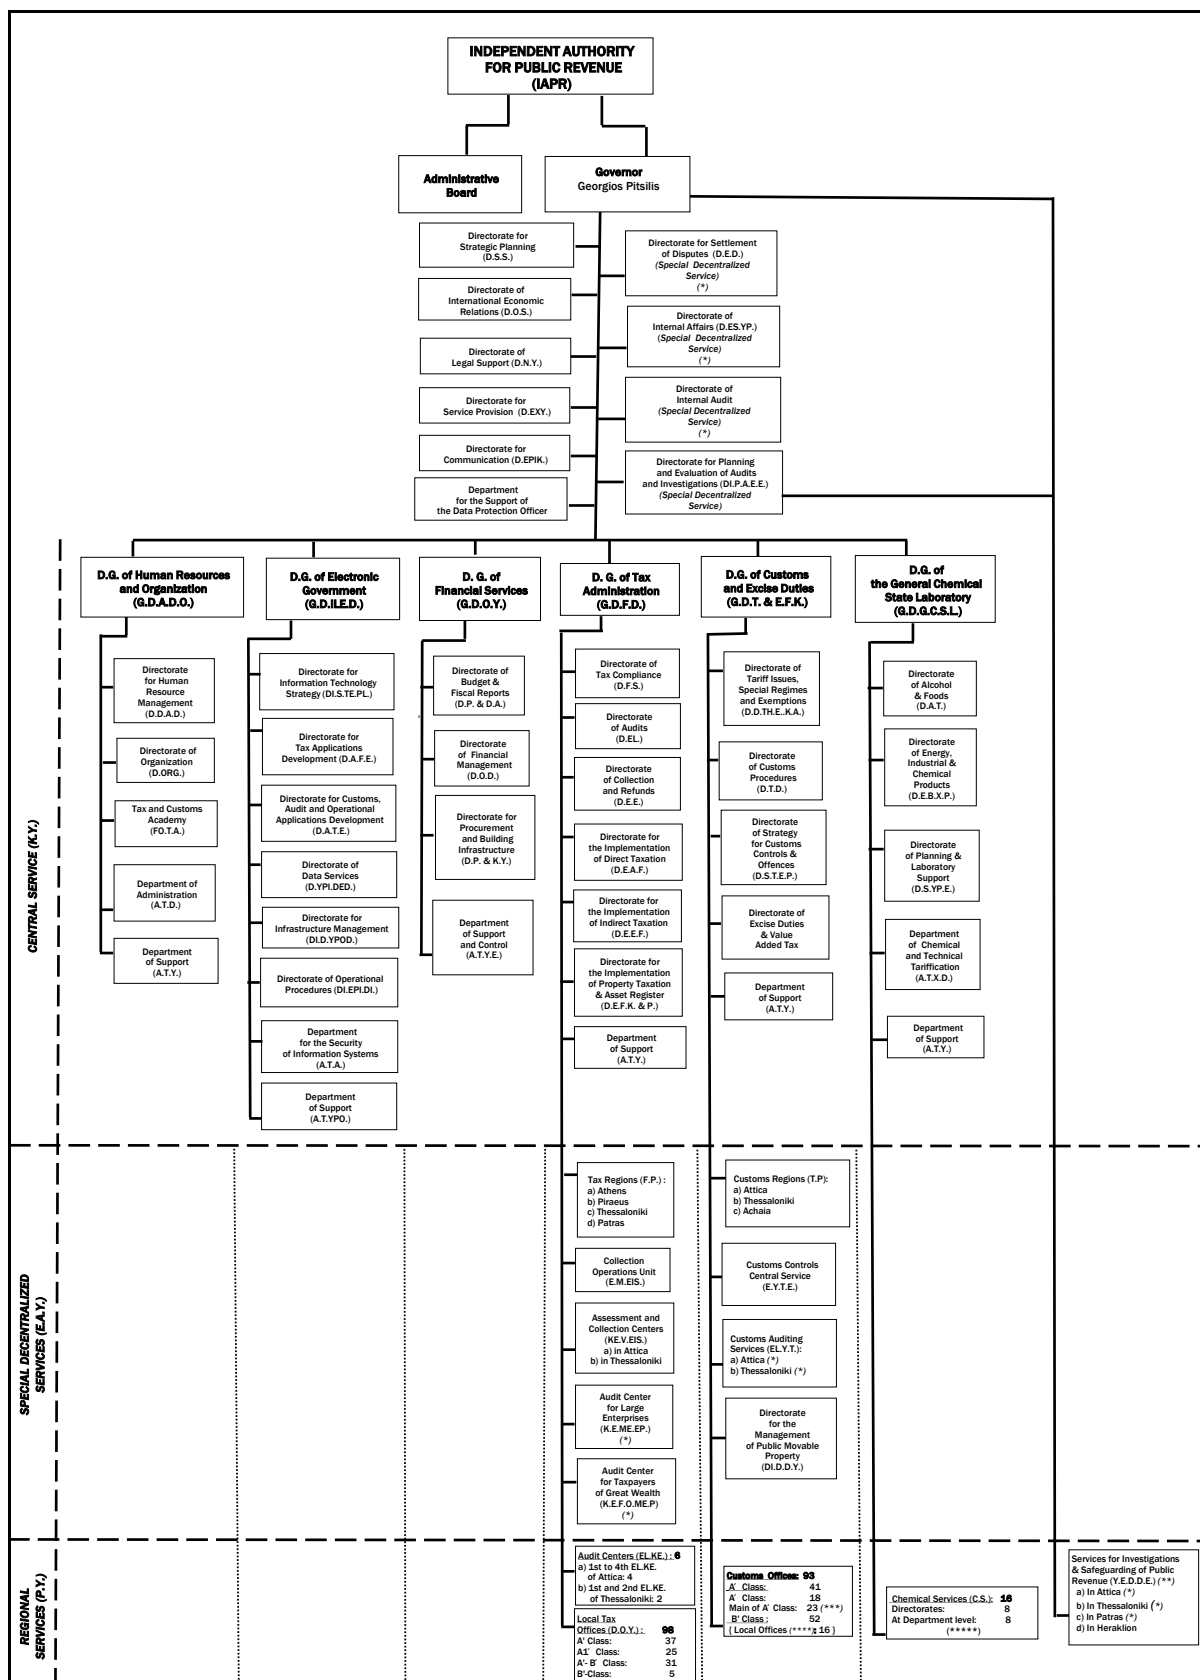 INDEPENDENT AUTHORITY
FOR PUBLIC REVENUE
(IAPR)
Administrative
Board
Governor
Georgios Pitsilis
Directorate for
Strategic Planning
(D.S.S.)
Directorate for Settlement
of Disputes (D.E.D.)
(Special Decentralized
Service)
(*)
Directorate of
International Economic
Relations (D.O.S.)
Directorate of
Internal Affairs (D.ES.YP.)
(Special Decentralized
Service)
(*)
Directorate of
Legal Support (D.N.Y.)
Directorate of
Internal Audit
(Special Decentralized
Service)
(*)
Directorate for
Service Provision (D.EXY.)
Directorate for
Communication (D.EPIK.)
Directorate for Planning
and Evaluation of Audits
and Investigations (DI.P.A.E.E.)
(Special Decentralized
Service)
Department
for the Support of
the Data Protection Officer
CENTRAL SERVICE (K.Y.)
D.G. of Human Resources
and Organization
(G.D.A.D.O.)
Directorate
for Human
Resource
Management
(D.D.A.D.)
Directorate of
Organization
(D.ORG.)
Tax and Customs
Academy
(FO.T.A.)
Department of
Administration
(A.T.D.)
Department
of Support
(A.T.Y.)
D.G. of Electronic
Government
(G.D.ILE.D.)
Directorate for
Information Technology
Strategy (DI.S.TE.PL.)
Directorate for
Tax Applications
Development (D.A.F.E.)
Directorate for Customs,
Audit and Operational
Applications Development
(D.A.T.E.)
Directorate of
Data Services
(D.YPI.DED.)
Directorate for
Infrastructure Management
(DI.D.YPOD.)
Directorate of Operational
Procedures (DI.EPI.DI.)
Department
for the Security
of Information Systems
(A.T.A.)
Department
of Support
(A.T.YPO.)
D. G. of
Financial Services
(G.D.O.Y.)
Directorate of
Budget &
Fiscal Reports
(D.P. & D.A.)
Directorate
of Financial
Management
(D.O.D.)
Directorate for
Procurement
and Building
Infrastructure
(D.P. & K.Y.)
Department
of Support
and Control
(A.T.Y.E.)
D. G. of Tax
Administration
(G.D.F.D.)
Directorate of
Tax Compliance
(D.F.S.)
Directorate
of Audits
(D.EL.)
Directorate
of Collection
and Refunds
(D.E.E.)
Directorate for
the Implementation
of Direct Taxation
(D.E.A.F.)
Directorate for
the Implementation
of Indirect Taxation
(D.E.E.F.)
Directorate for
the Implementation
of Property Taxation
& Asset Register
(D.E.F.K. & P.)
Department
of Support
(A.T.Y.)
D.G. of Customs
and Excise Duties
(G.D.T. & E.F.K.)
Directorate of
Tariff Issues,
Special Regimes
and Exemptions
(D.D.TH.E..K.A.)
Directorate
of Customs
Procedures
(D.T.D.)
Directorate
of Strategy
for Customs
Controls &
Offences
(D.S.T.E.P.)
Directorate of
Excise Duties
& Value
Added Tax
Department
of Support
(A.T.Y.)
D.G. of
the General Chemical
State Laboratory
(G.D.G.C.S.L.)
Directorate
of Alcohol
& Foods
(D.A.T.)
Directorate
of Energy,
Industrial &
Chemical
Products
(D.E.B.X.P.)
Directorate
of Planning &
Laboratory
Support
(D.S.YP.E.)
Department
of Chemical
and Technical
Tariffication
(A.T.X.D.)
Department
of Support
(A.T.Y.)
SPECIAL DECENTRALIZED
SERVICES (E.A.Y.)
Tax Regions (F.P.) :
a) Athens
b) Piraeus
c) Thessaloniki
d) Patras
Collection
Operations Unit
(E.M.EIS.)
Assessment and
Collection Centers
(KE.V.EIS.)
a) in Attica
b) in Thessaloniki
Audit Center
for Large
Enterprises
(K.E.ME.EP.)
(*)
Audit Center
for Taxpayers
of Great Wealth
(K.E.F.O.ME.P)
(*)
Customs Regions (T.P):
a) Attica
b) Thessaloniki
c) Achaia
Customs Controls
Central Service
(E.Y.T.E.)
Customs Auditing
Services (EL.Y.T.):
a) Attica (*)
b) Thessaloniki (*)
Directorate
for the
Management
of Public Movable
Property
(DI.D.D.Y.)
REGIONAL
SERVICES (P.Y.)
Audit Centers (EL.KE.) : 6
a) 1st to 4th EL.KE.
of Attica: 4
b) 1st and 2nd EL.KE.
of Thessaloniki: 2
Local Tax
Offices (D.O.Y.) : 98
A' Class: 37
A1' Class: 25
A'- B' Class: 31
B'-Class: 5
Customs Offices: 93
A' Class: 41
A' Class: 18
Main of A' Class: 23 (***)
B' Class : 52
{ Local Offices (****): 16 }
Chemical Services (C.S.): 16
Directorates: 8
At Department level: 8
(*****)
Services for Investigations
& Safeguarding of Public
Revenue (Y.E.D.D.E.) (**)
a) In Attica (*)
b) In Thessaloniki (*)
c) In Patras (*)
d) In Heraklion